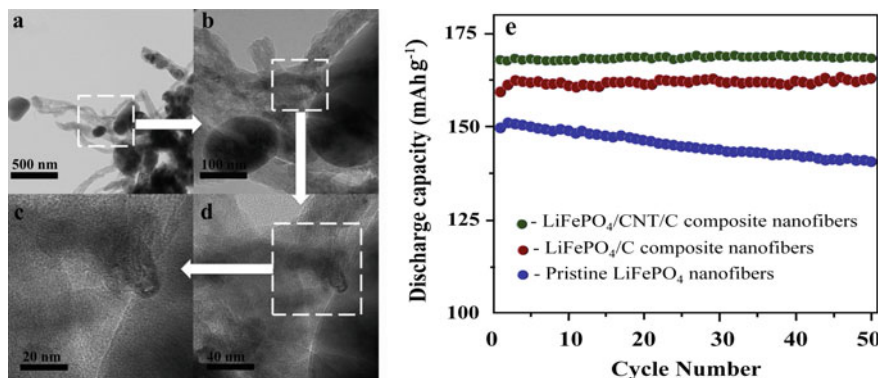 a
b
500 nm
100 nm
c
d
20 nm
40 nm
e
Discharge capacity (mAhg⁻¹)
175
150
125
100
- LiFePO₄/CNT/C composite nanofibers
- LiFePO₄/C composite nanofibers
- Pristine LiFePO₄ nanofibers
0 10 20 30 40 50
Cycle Number